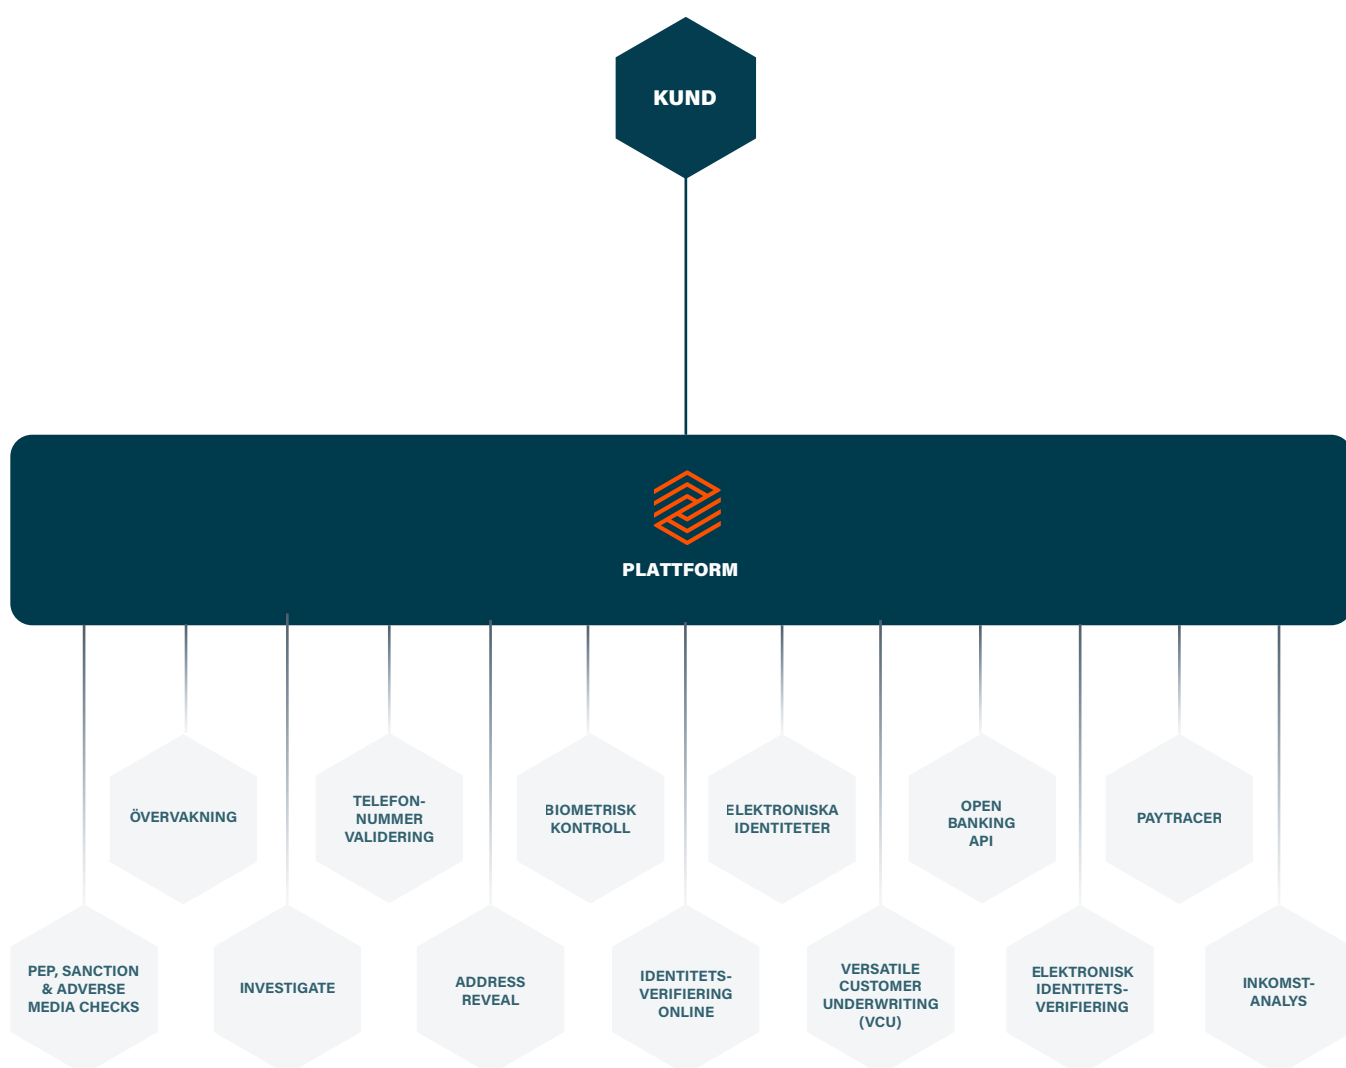 KUND
PLATTFORM
ÖVERVAKNING
TELEFON-
NUMMER
VALIDERING
BIOMETRISK
KONTROLL
ELEKTRONISKA
IDENTITETER
OPEN
BANKING
API
PAYTRACER
PEP, SANCTION
& ADVERSE
MEDIA CHECKS
INVESTIGATE
ADDRESS
REVEAL
IDENTITETS-
VERIFIERING
ONLINE
VERSATILE
CUSTOMER
UNDERWRITING
(VCU)
ELEKTRONISK
IDENTITETS-
VERIFIERING
INKOMST-
ANALYS